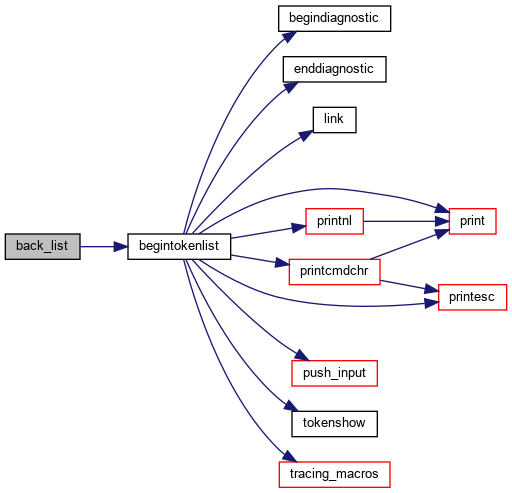 begindiagnostic
enddiagnostic
link
printnl
print
back_list
begintokenlist
printcmdchr
printesc
push_input
tokenshow
tracing_macros